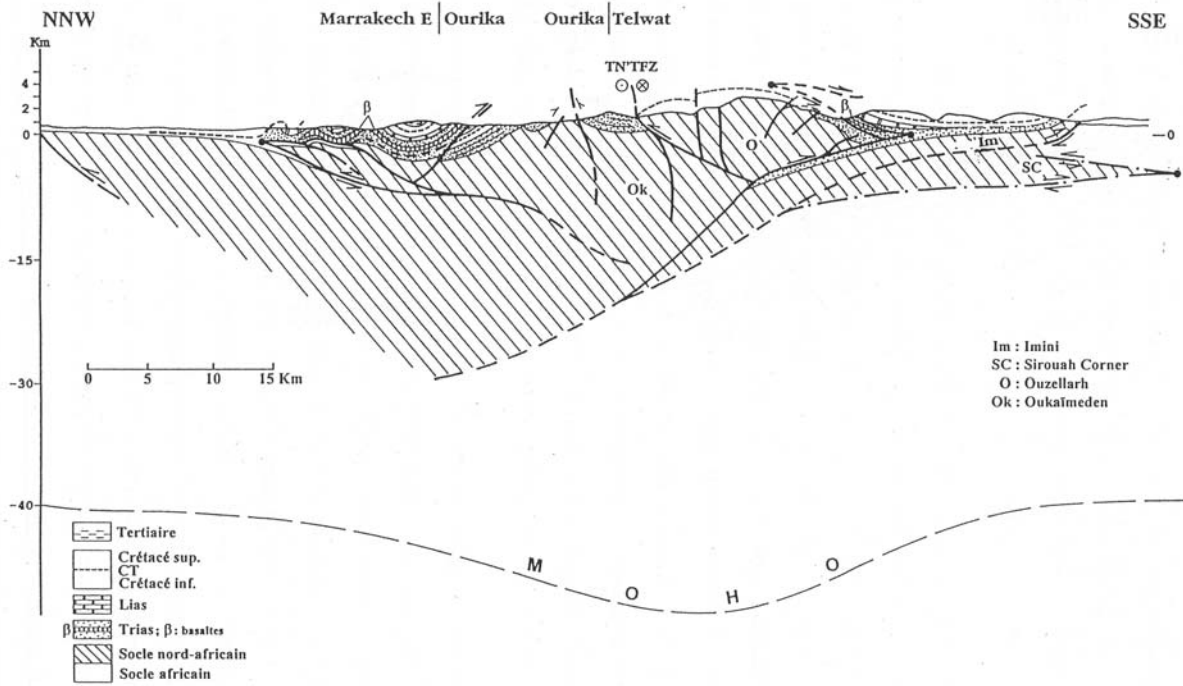 NNW
Marrakech E | Ourika
Ourika | Telwat
SSE
Km
TN'TFZ
4
2
0
β
β
O
Im
0
SC
Ok
-15
Im : Imini
SC : Sirouah Corner
O : Ouzellarh
Ok : Oukaïmeden
0 5 10 15 Km
-30
-40
M O H O
Tertiaire
Crétacé sup.
CT
Crétacé inf.
Lias
β Trias; β: basaltes
Socle nord-africain
Socle africain